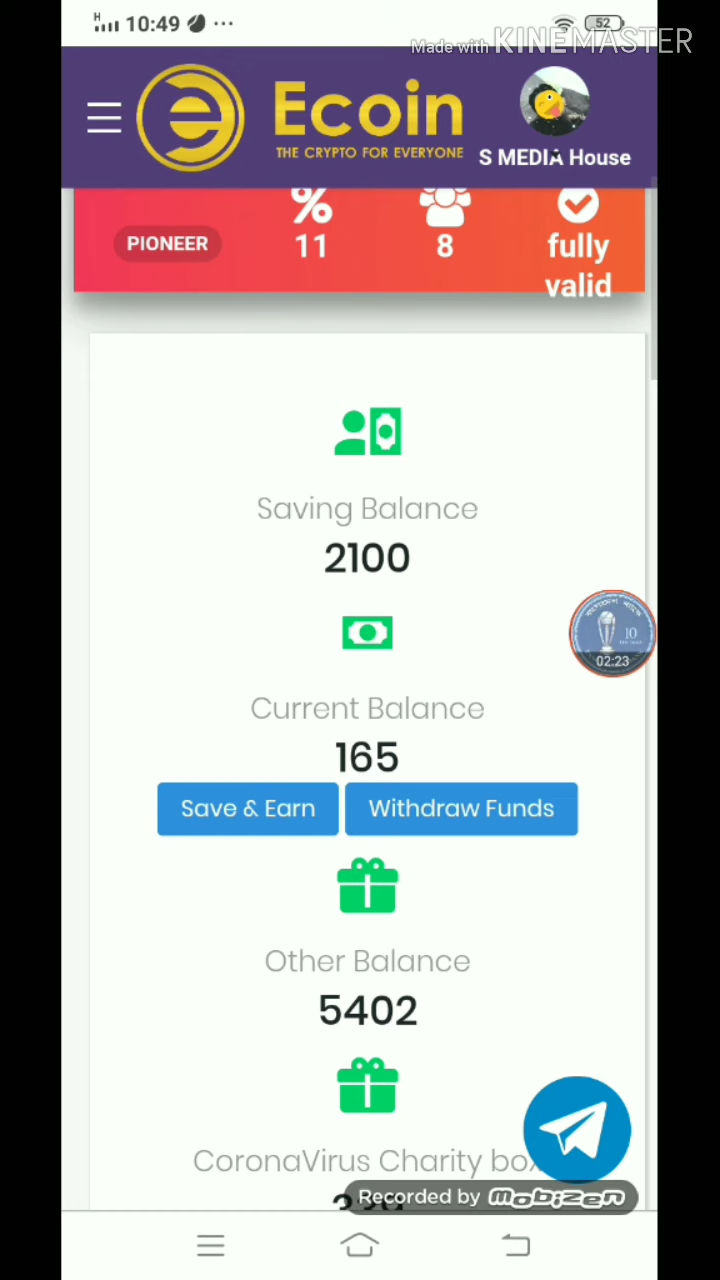 H 10:49 ... 52
Made with KINEMASTER
Ecoin
THE CRYPTO FOR EVERYONE
S MEDIA House
PIONEER
%
11
8
fully
valid
Saving Balance
2100
10
02:23
Current Balance
165
Save & Earn
Withdraw Funds
Other Balance
5402
CoronaVirus Charity box
Recorded by mobizen